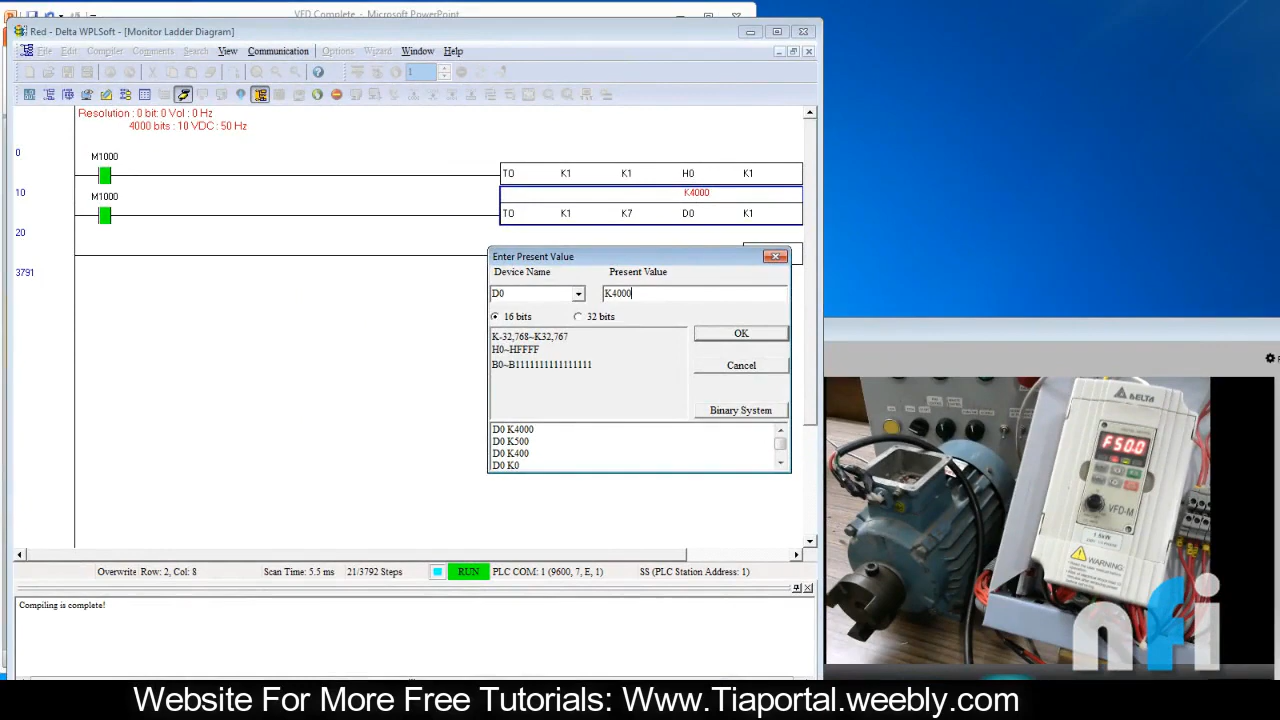 VFD Complete - Microsoft PowerPoint
Red - Delta WPLSoft - [Monitor Ladder Diagram]
File Edit Compiler Comments Search View Communication Options Wizard Window Help
1
Resolution : 0 bit: 0 Vol : 0 Hz
4000 bits : 10 VDC : 50 Hz
0
M1000
TO K1 K1 H0 K1
10
M1000
K4000
TO K1 K7 D0 K1
20
3791
Enter Present Value
Device Name Present Value
D0 K4000
16 bits 32 bits
K-32,768~K32,767
H0~HFFFF
B0~B1111111111111111
OK
Cancel
Binary System
D0 K4000
D0 K500
D0 K400
D0 K0
Overwrite Row: 2, Col: 8 Scan Time: 5.5 ms 21/3792 Steps RUN PLC COM: 1 (9600, 7, E, 1) SS (PLC Station Address: 1)
Compiling is complete!
DELTA
F50.0
VFD-M
WARNING
nfi
Website For More Free Tutorials: Www.Tiaportal.weebly.com